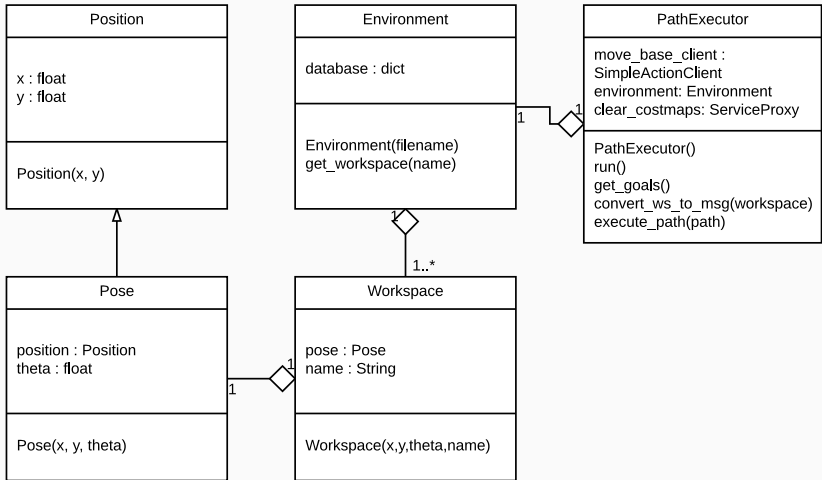 Position
x : float
y : float
Position(x, y)
Environment
database : dict
Environment(filename)
get_workspace(name)
PathExecutor
move_base_client :
SimpleActionClient
environment: Environment
clear_costmaps: ServiceProxy
PathExecutor()
run()
get_goals()
convert_ws_to_msg(workspace)
execute_path(path)
1
1
1
1..*
Pose
position : Position
theta : float
Pose(x, y, theta)
1
1
Workspace
pose : Pose
name : String
Workspace(x,y,theta,name)